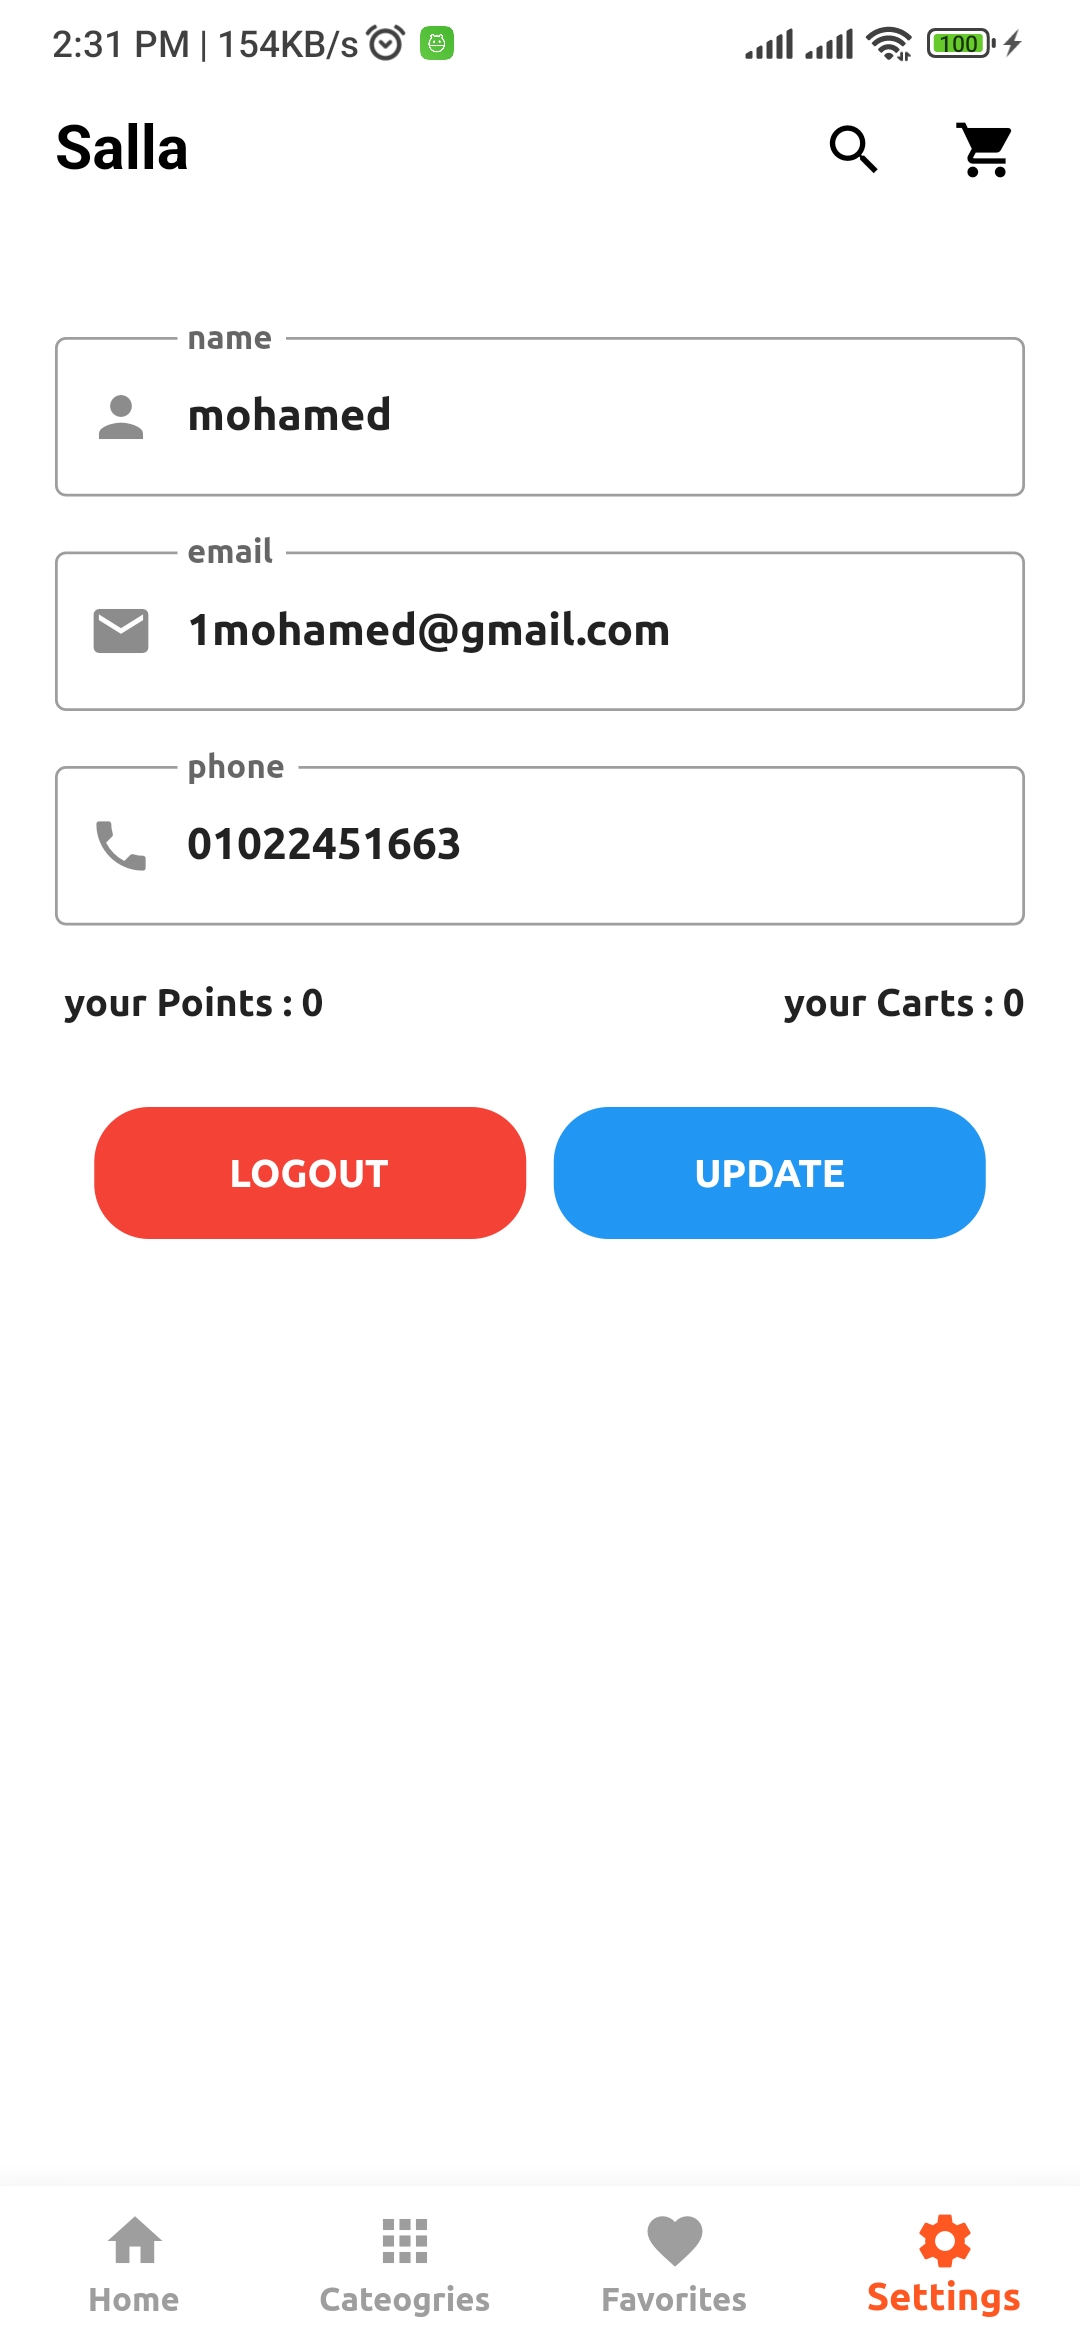 2:31 PM | 154KB/s 100
Salla
name
mohamed
email
1mohamed@gmail.com
phone
01022451663
your Points : 0 your Carts : 0
LOGOUT UPDATE
Home Cateogries Favorites Settings